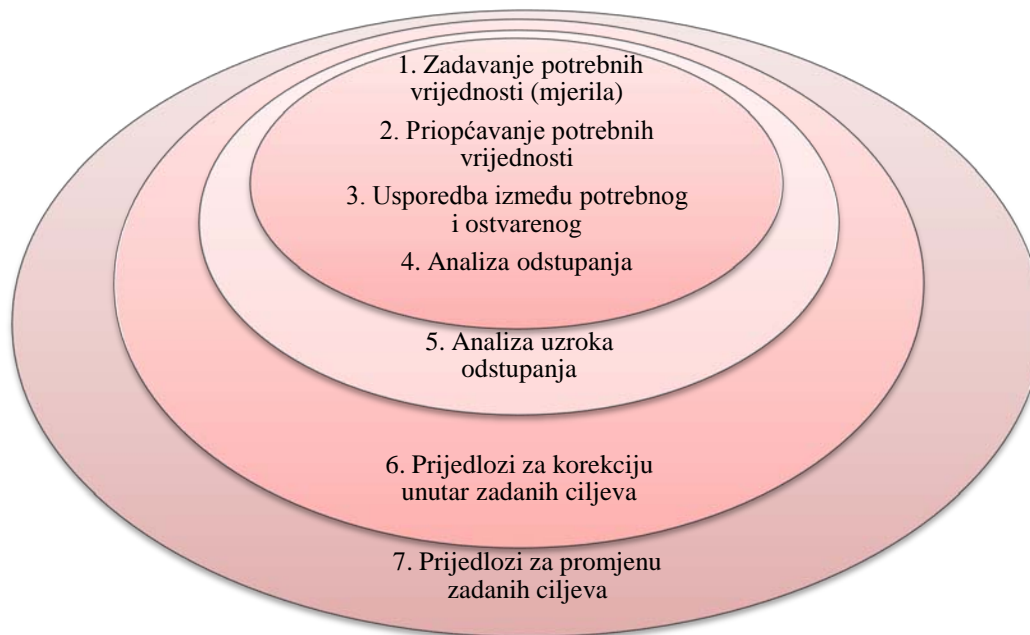 1. Zadavanje potrebnih
vrijednosti (mjerila)
2. Priopćavanje potrebnih
vrijednosti
3. Usporedba između potrebnog
i ostvarenog
4. Analiza odstupanja
5. Analiza uzroka
odstupanja
6. Prijedlozi za korekciju
unutar zadanih ciljeva
7. Prijedlozi za promjenu
zadanih ciljeva